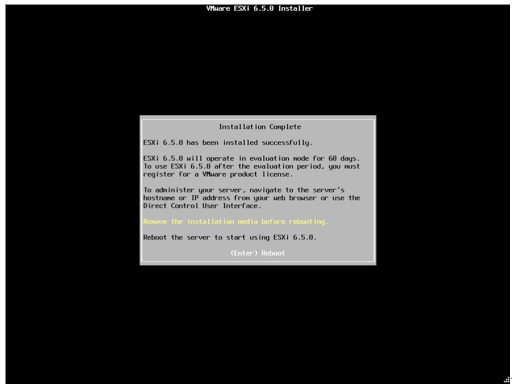 VMware ESXi 6.5.0 Installer
Installation Complete
ESXi 6.5.0 has been installed successfully.
ESXi 6.5.0 will operate in evaluation mode for 60 days.
To use ESXi 6.5.0 after the evaluation period, you must
register for a VMware product license.
To administer your server, navigate to the server's
hostname or IP address from your web browser or use the
Direct Control User Interface.
Remove the installation media before rebooting.
Reboot the server to start using ESXi 6.5.0.
(Enter) Reboot